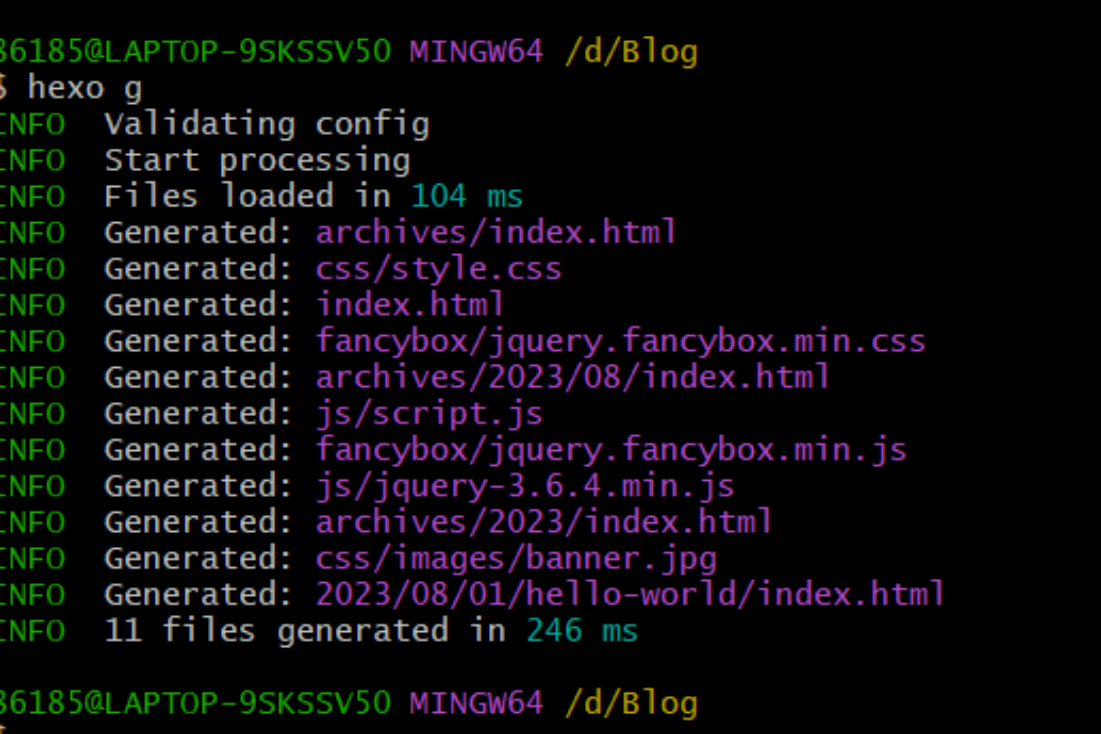 86185@LAPTOP-9SKSSV50 MINGW64 /d/Blog
$ hexo g
INFO  Validating config
INFO  Start processing
INFO  Files loaded in 104 ms
INFO  Generated: archives/index.html
INFO  Generated: css/style.css
INFO  Generated: index.html
INFO  Generated: fancybox/jquery.fancybox.min.css
INFO  Generated: archives/2023/08/index.html
INFO  Generated: js/script.js
INFO  Generated: fancybox/jquery.fancybox.min.js
INFO  Generated: js/jquery-3.6.4.min.js
INFO  Generated: archives/2023/index.html
INFO  Generated: css/images/banner.jpg
INFO  Generated: 2023/08/01/hello-world/index.html
INFO  11 files generated in 246 ms
86185@LAPTOP-9SKSSV50 MINGW64 /d/Blog